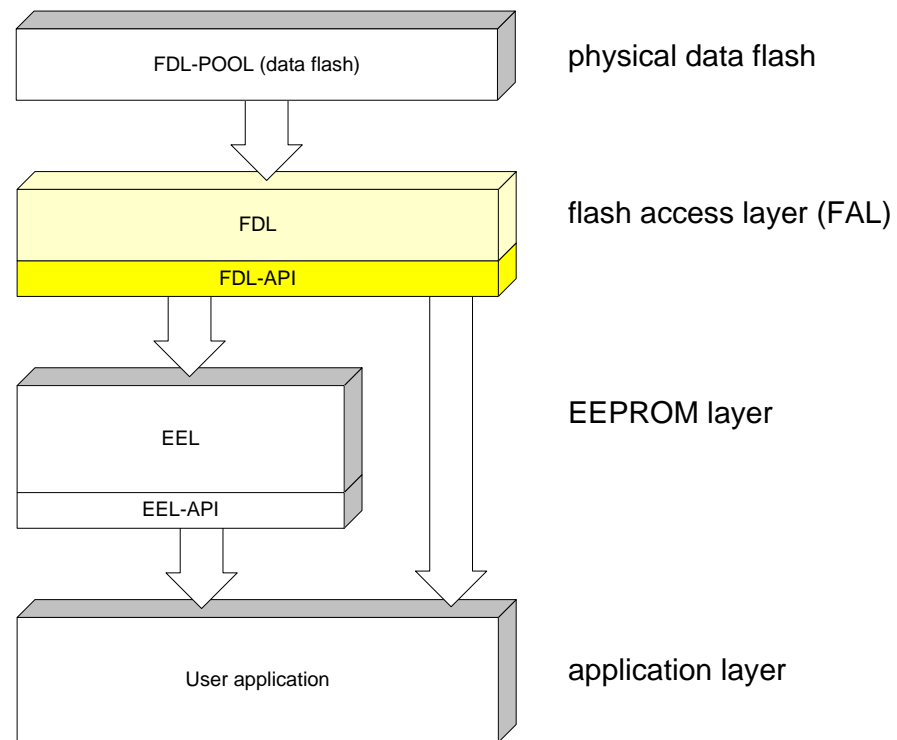 FDL-POOL (data flash)
physical data flash
FDL
flash access layer (FAL)
FDL-API
EEL
EEPROM layer
EEL-API
User application
application layer